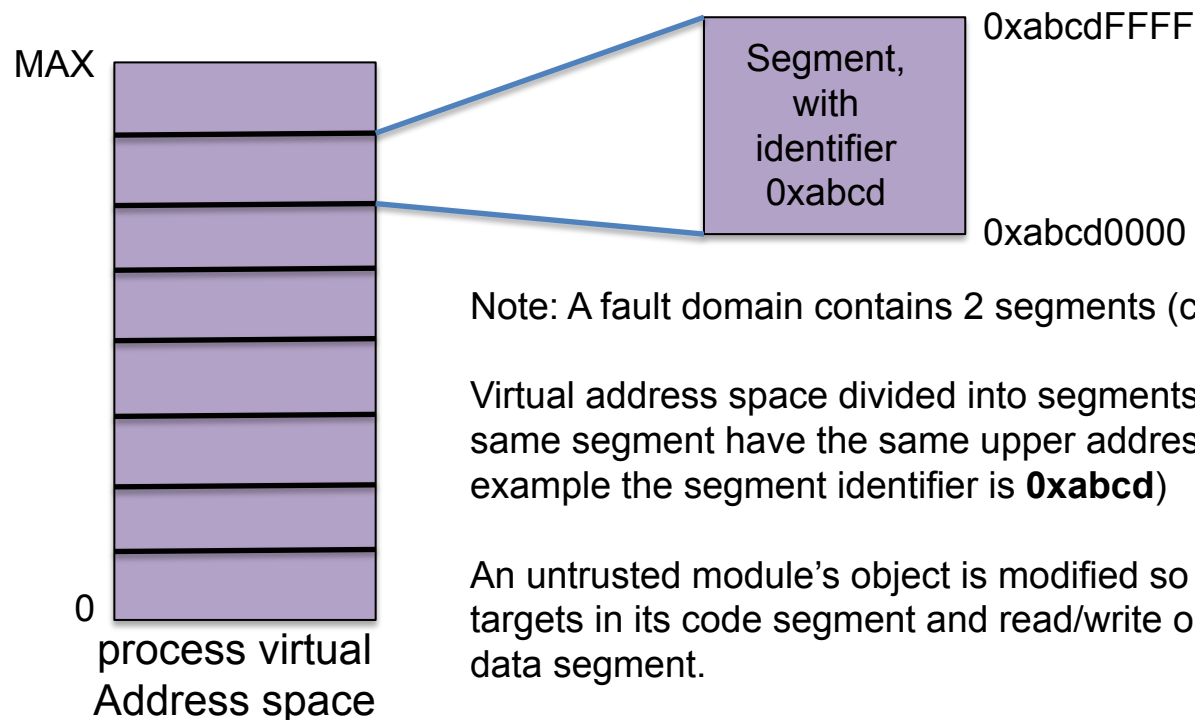 MAX
0
process virtual
Address space
Segment,
with
identifier
0xabcd
0xabcdFFFF
0xabcd0000
Note: A fault domain contains 2 segments (
Virtual address space divided into segments
same segment have the same upper
example the segment identifier is 0xabcd)
An untrusted module’s object is modified so
targets in its code segment and read/write
data segment.